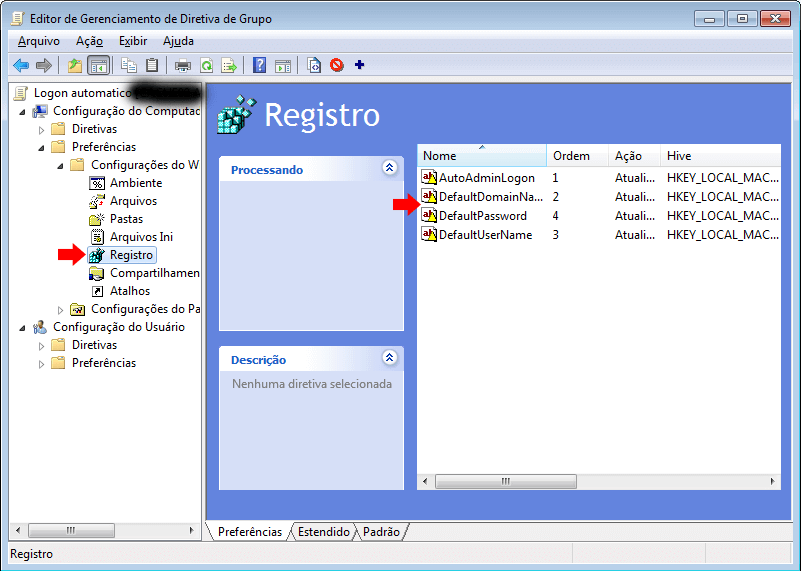 Editor de Gerenciamento de Diretiva de Grupo
Arquivo Ação Exibir Ajuda
Logon automatico
Configuração do Computac
Diretivas
Preferências
Configurações do W
Ambiente
Arquivos
Pastas
Arquivos Ini
Registro
Compartilhamen
Atalhos
Configurações do Pa
Configuração do Usuário
Diretivas
Preferências
Registro
Processando
Descrição
Nenhuma diretiva selecionada
Nome Ordem Ação Hive
AutoAdminLogon 1 Atuali... HKEY_LOCAL_MAC...
DefaultDomainNa... 2 Atuali... HKEY_LOCAL_MAC...
DefaultPassword 4 Atuali... HKEY_LOCAL_MAC...
DefaultUserName 3 Atuali... HKEY_LOCAL_MAC...
Preferências Estendido Padrão
Registro